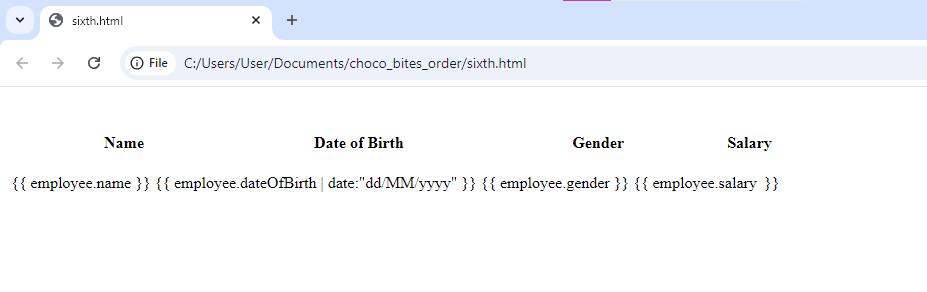 sixth.html
File C:/Users/User/Documents/choco_bites_order/sixth.html
Name Date of Birth Gender Salary
{{ employee.name }} {{ employee.dateOfBirth | date:"dd/MM/yyyy" }} {{ employee.gender }} {{ employee.salary  }}